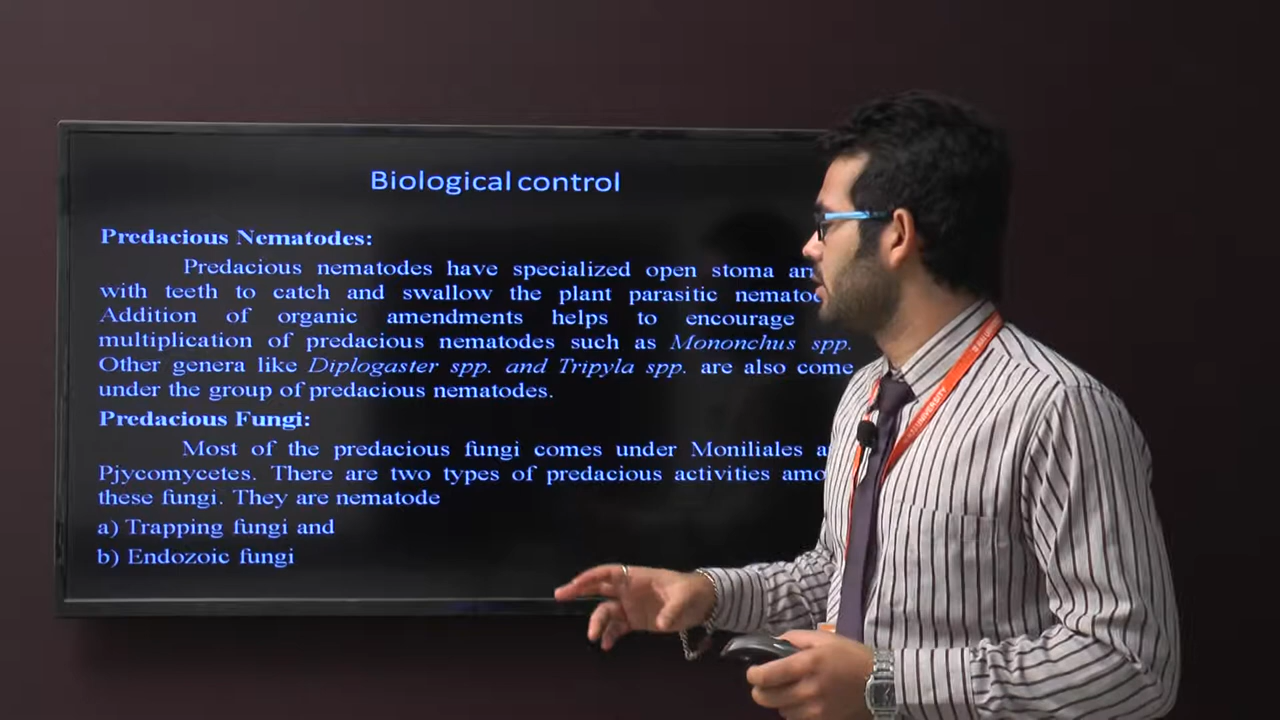 Biological control
Predacious Nematodes:
Predacious nematodes have specialized open stoma
with teeth to catch and swallow the plant parasitic
Addition of organic amendments helps to encourage
multiplication of predacious nematodes such as Mononchus spp.
Other genera like Diplogaster spp. and Tripyla spp. are also come
under the group of predacious nematodes.
Predacious Fungi:
Most of the predacious fungi comes under Moniliales
Pjycomycetes. There are two types of predacious activities
these fungi. They are nematode
a) Trapping fungi and
b) Endozoic fungi
UNIVERSITY